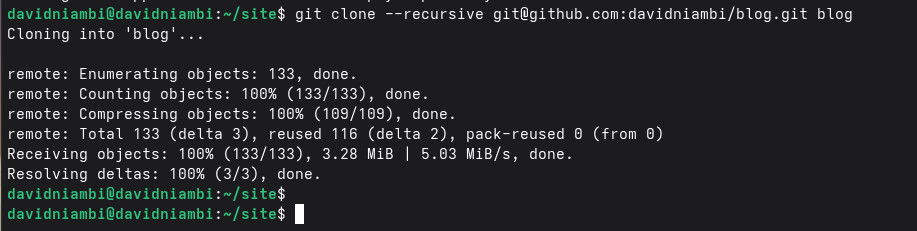 davidniambi@davidniambi:~/site$ git clone --recursive git@github.com:davidniambi/blog.git blog
Cloning into 'blog'...
remote: Enumerating objects: 133, done.
remote: Counting objects: 100% (133/133), done.
remote: Compressing objects: 100% (109/109), done.
remote: Total 133 (delta 3), reused 116 (delta 2), pack-reused 0 (from 0)
Receiving objects: 100% (133/133), 3.28 MiB | 5.03 MiB/s, done.
Resolving deltas: 100% (3/3), done.
davidniambi@davidniambi:~/site$
davidniambi@davidniambi:~/site$